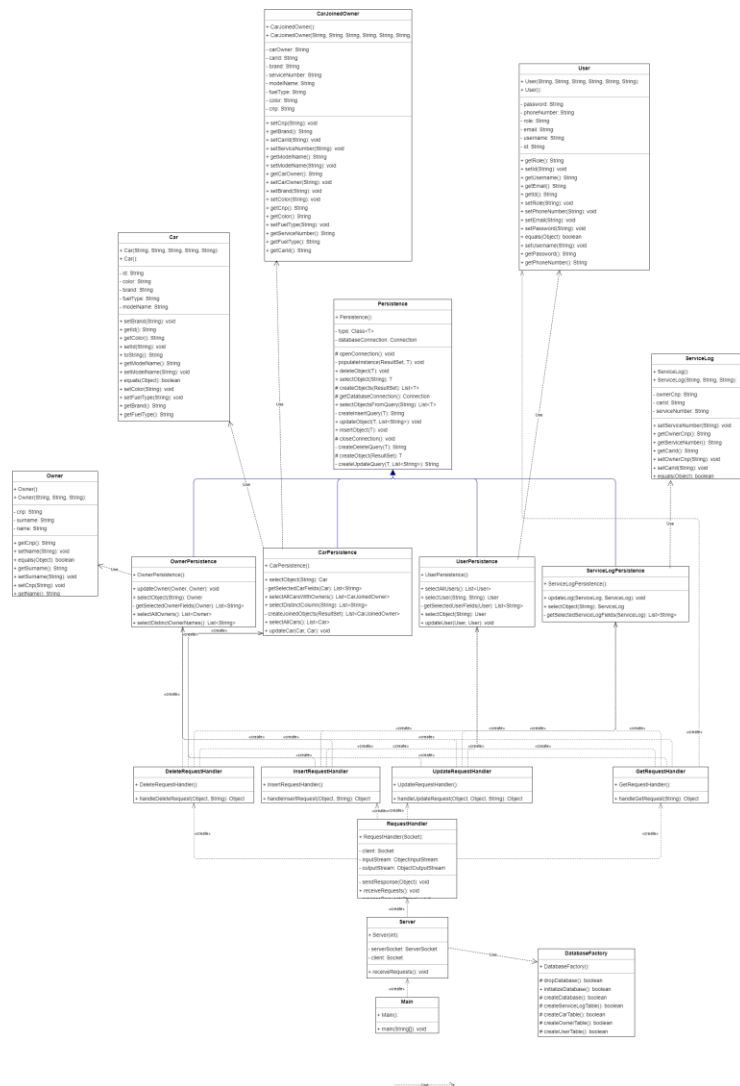 CarJoinedOwner
+ CarJoinedOwner()
+ CarJoinedOwner(String, String, String, String, String, String,
- carOwner: String
- carId: String
- brand: String
- serviceNumber: String
- modelName: String
- fuelType: String
- color: String
- cnp: String
+ setCnp(String): void
+ getBrand(): String
+ setCarId(String): void
+ setServiceNumber(String): void
+ getModelName(): String
+ setModelName(String): void
+ getCarOwner(): String
+ setCarOwner(String): void
+ setBrand(String): void
+ setColor(String): void
+ getCnp(): String
+ getColor(): String
+ setFuelType(String): void
+ getServiceNumber(): String
+ getFuelType(): String
+ getCarId(): String
User
+ User(String, String, String, String, String, String)
+ User()
- password: String
- phoneNumber: String
- role: String
- email: String
- username: String
- id: String
+ getRole(): String
+ setId(String): void
+ getUsername(): String
+ getEmail(): String
+ getId(): String
+ setRole(String): void
+ setPhoneNumber(String): void
+ setEmail(String): void
+ setPassword(String): void
+ equals(Object): boolean
+ setUsername(String): void
+ getPassword(): String
+ getPhoneNumber(): String
Car
+ Car(String, String, String, String, String)
+ Car()
- id: String
- color: String
- brand: String
- fuelType: String
- modelName: String
+ setBrand(String): void
+ getId(): String
+ getColor(): String
+ setId(String): void
+ toString(): String
+ getModelName(): String
+ setModelName(String): void
+ equals(Object): boolean
+ setColor(String): void
+ setFuelType(String): void
+ getBrand(): String
+ getFuelType(): String
Persistence
+ Persistence()
- type: Class<T>
- databaseConnection: Connection
# openConnection(): void
- populateInstance(ResultSet, T): void
+ deleteObject(T): void
+ selectObject(String): T
# createObjects(ResultSet): List<T>
# getDatabaseConnection(): Connection
+ selectObjectsFromQuery(String): List<T>
- createInsertQuery(T): String
+ updateObject(T, List<String>): void
+ insertObject(T): void
# closeConnection(): void
- createDeleteQuery(T): String
# createObject(ResultSet): T
- createUpdateQuery(T, List<String>): String
ServiceLog
+ ServiceLog()
+ ServiceLog(String, String, String)
- ownerCnp: String
- carId: String
- serviceNumber: String
+ setServiceNumber(String): void
+ getOwnerCnp(): String
+ getServiceNumber(): String
+ getCarId(): String
+ setOwnerCnp(String): void
+ setCarId(String): void
+ equals(Object): boolean
Owner
+ Owner()
+ Owner(String, String, String)
- cnp: String
- surname: String
- name: String
+ getCnp(): String
+ setName(String): void
+ equals(Object): boolean
+ getSurname(): String
+ setSurname(String): void
+ setCnp(String): void
+ getName(): String
Use
Use
Use
Use
Use
OwnerPersistence
+ OwnerPersistence()
+ updateOwner(Owner, Owner): void
+ selectObject(String): Owner
- getSelectedOwnerFields(Owner): List<String>
+ selectAllOwners(): List<Owner>
+ selectDistinctOwnerNames(): List<String>
CarPersistence
+ CarPersistence()
+ selectObject(String): Car
- getSelectedCarFields(Car): List<String>
+ selectAllCarsWithOwners(): List<CarJoinedOwner>
+ selectDistinctColumn(String): List<String>
- createJoinedObjects(ResultSet): List<CarJoinedOwner>
+ selectAllCars(): List<Car>
+ updateCar(Car, Car): void
UserPersistence
+ UserPersistence()
+ selectAllUsers(): List<User>
+ selectUser(String, String): User
- getSelectedUserFields(User): List<String>
+ selectObject(String): User
+ updateUser(User, User): void
ServiceLogPersistence
+ ServiceLogPersistence()
+ updateLog(ServiceLog, ServiceLog): void
+ selectObject(String): ServiceLog
- getSelectedServiceLogFields(ServiceLog): List<String>
«create»
«create»
«create»
«create»
«create»
«create»
«create»
«create»
«create»
DeleteRequestHandler
+ DeleteRequestHandler()
+ handleDeleteRequest(Object, String): Object
InsertRequestHandler
+ InsertRequestHandler()
+ handleInsertRequest(Object, String): Object
UpdateRequestHandler
+ UpdateRequestHandler()
+ handleUpdateRequest(Object, Object, String): Object
GetRequestHandler
+ GetRequestHandler()
+ handleGetRequest(String): Object
«create» «create»
RequestHandler
+ RequestHandler(Socket)
- client: Socket
- inputStream: ObjectInputStream
- outputStream: ObjectOutputStream
- sendResponse(Object): void
+ receiveRequests(): void
«create»
«create»
«create»
Server
+ Server(int)
- serverSocket: ServerSocket
- client: Socket
+ receiveRequests(): void
Use
DatabaseFactory
+ DatabaseFactory()
# dropDatabase(): boolean
+ initializeDatabase(): boolean
# createDatabase(): boolean
# createServiceLogTable(): boolean
# createCarTable(): boolean
# createOwnerTable(): boolean
# createUserTable(): boolean
«create»
Main
+ Main()
+ main(String[]): void
Use